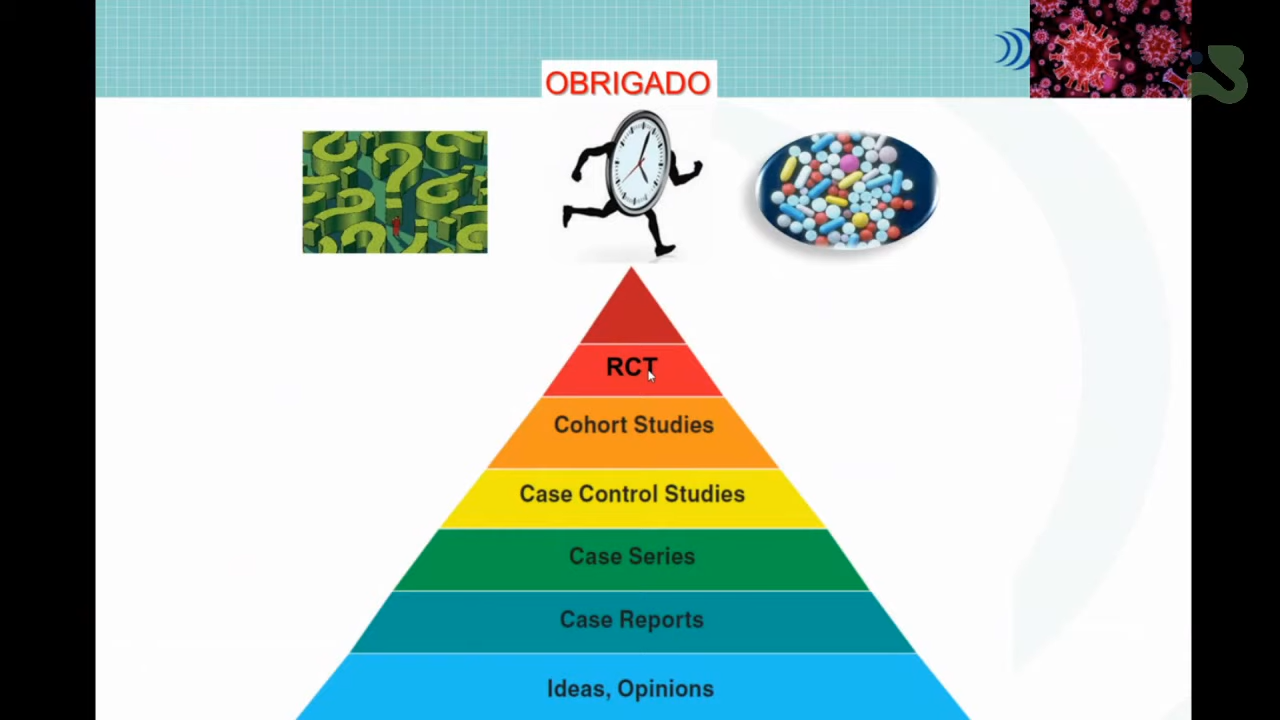 OBRIGADO
RCT
Cohort Studies
Case Control Studies
Case Series
Case Reports
Ideas, Opinions